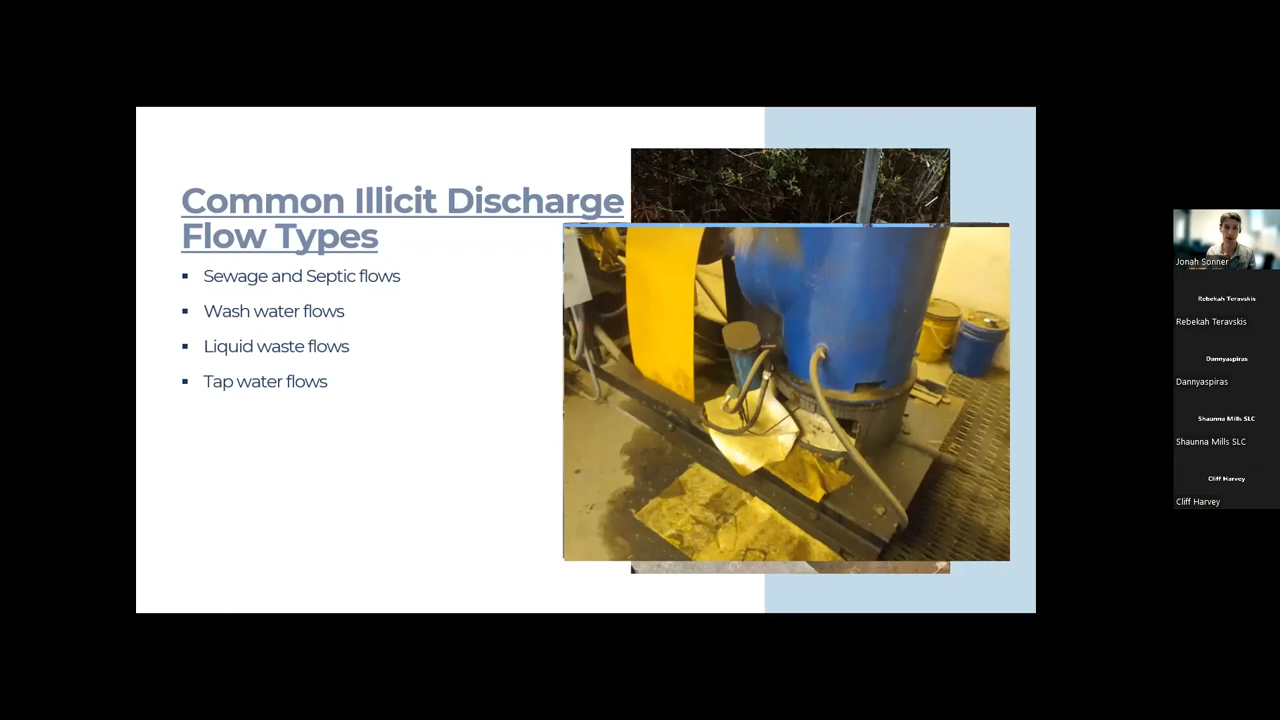 Common Illicit Discharge
Flow Types
Sewage and Septic flows
Wash water flows
Liquid waste flows
Tap water flows
Jonah Sonner
Rebekah Teravskis
Rebekah Teravskis
Dannyaspiras
Dannyaspiras
Shaunna Mills SLC
Shaunna Mills SLC
Cliff Harvey
Cliff Harvey